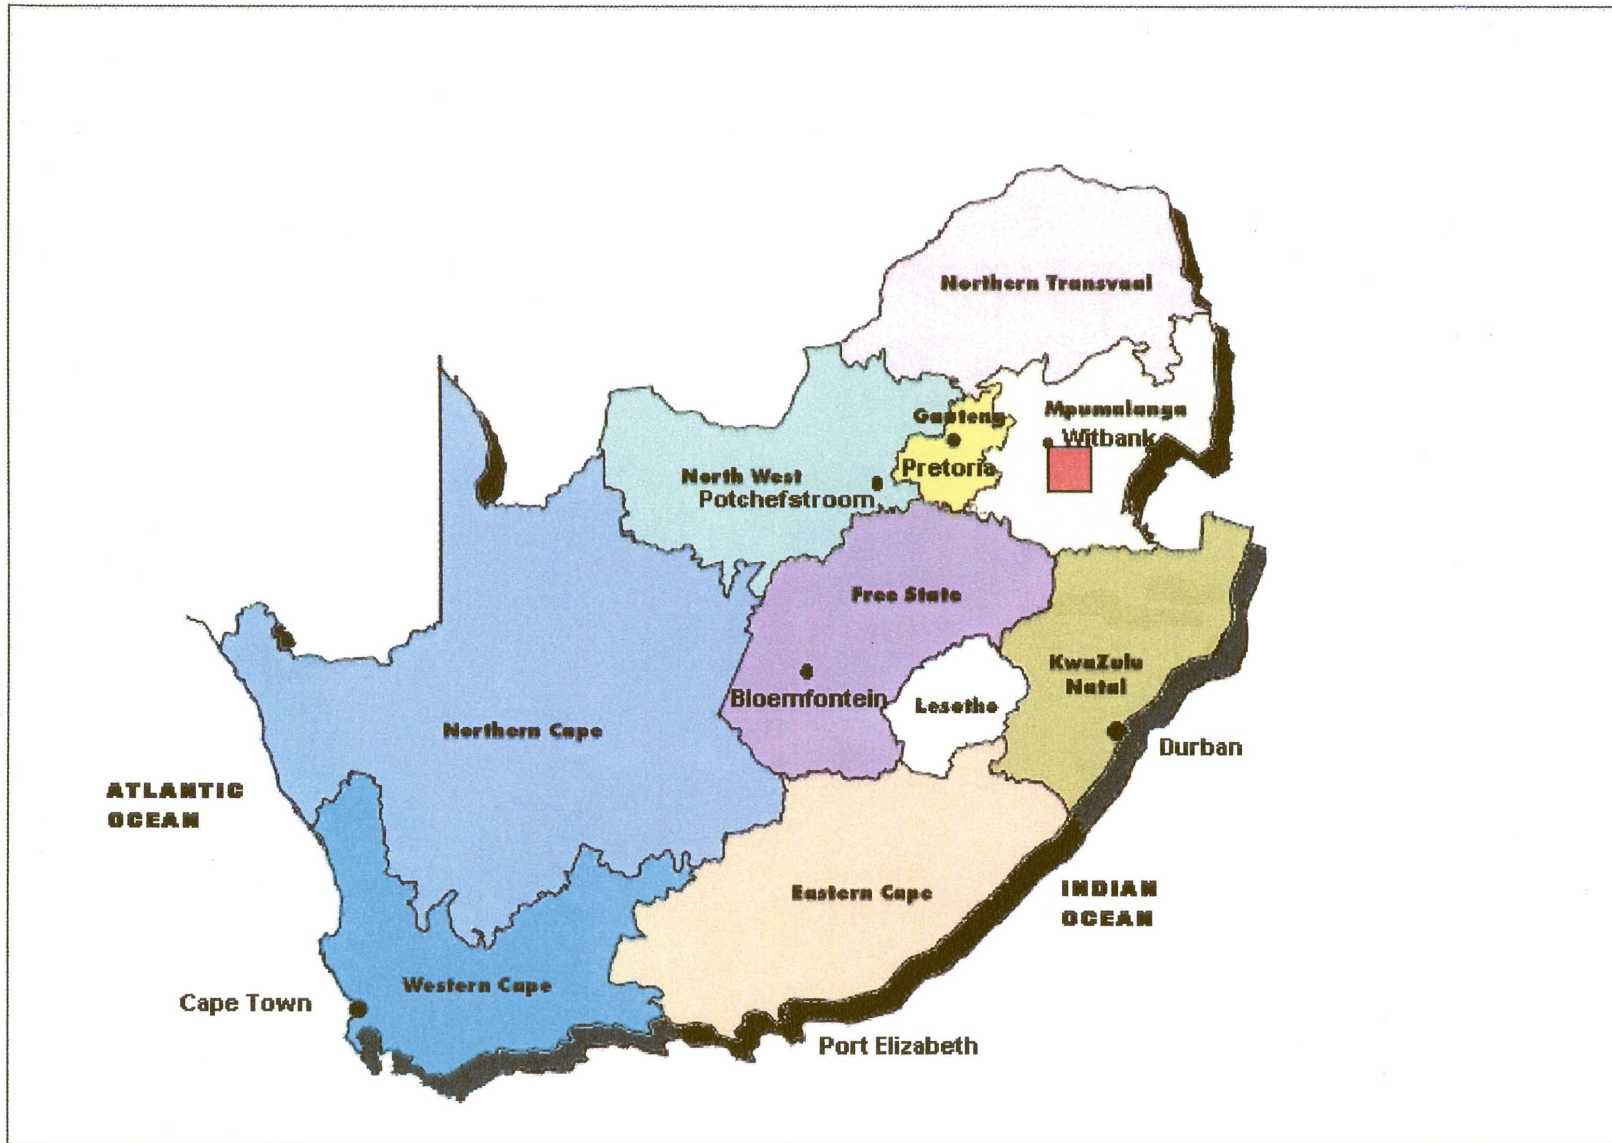 Northern Transvaal
Gauteng
Mpumalanga
Witbank
Pretoria
North West
Potchefstroom
Free State
KwaZulu
Natal
Bloemfontein
Lesotho
Northern Cape
Durban
ATLANTIC
OCEAN
Eastern Cape
INDIAN
OCEAN
Western Cape
Cape Town
Port Elizabeth